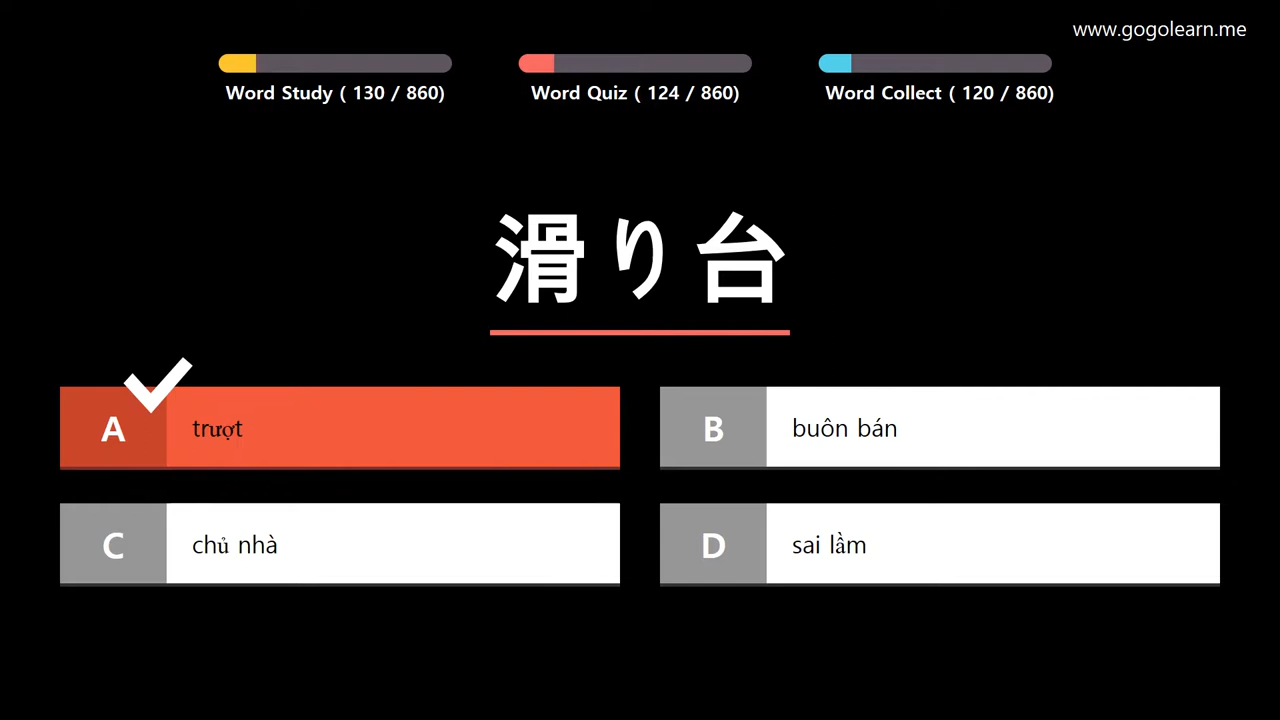 www.gogolearn.me
Word Study ( 130 / 860)
Word Quiz ( 124 / 860)
Word Collect ( 120 / 860)
滑り台
A trượt
B buôn bán
C chủ nhà
D sai lầm